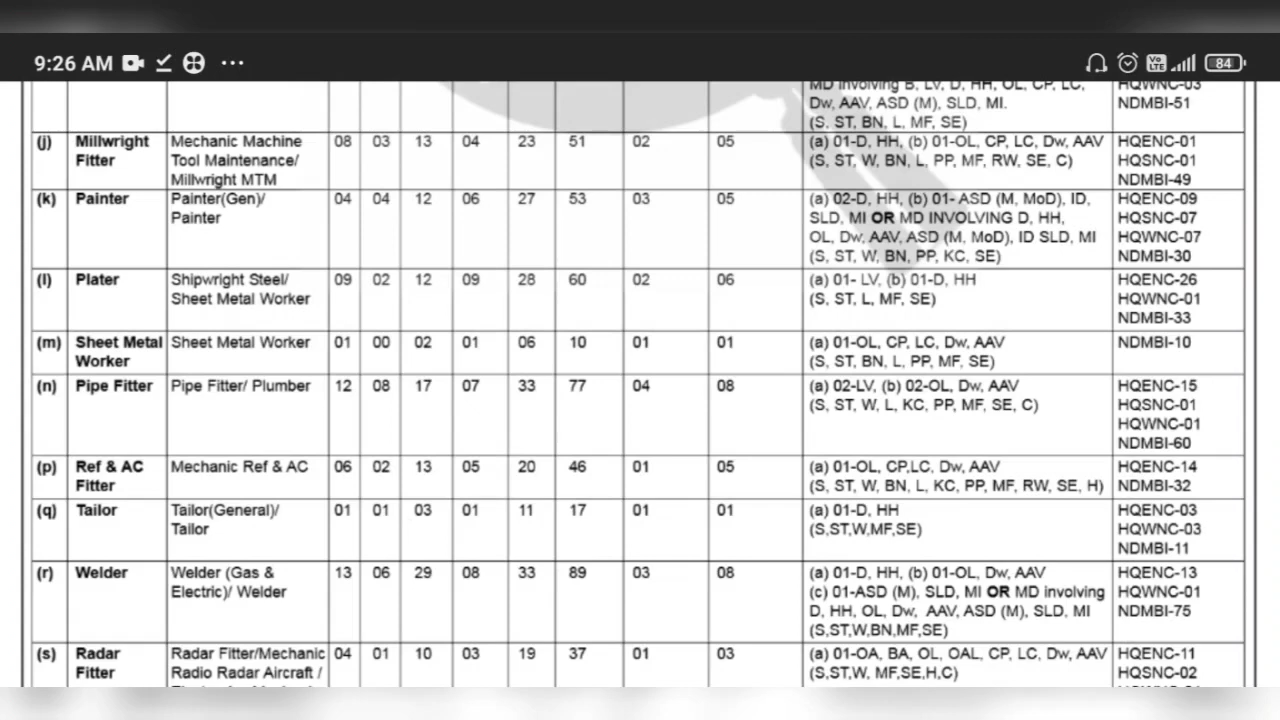 9:26 AM ... Vo LTE 84
MD involving B, LV, D, HH, OL, CP, LC, HQWNC-03
Dw, AAV, ASD (M), SLD, MI. NDMBI-51
(S, ST, BN, L, MF, SE)
(j) Millwright Mechanic Machine 08 03 13 04 23 51 02 05 (a) 01-D, HH, (b) 01-OL, CP, LC, Dw, AAV HQENC-01
Fitter Tool Maintenance/ (S, ST, W, BN, L, PP, MF, RW, SE, C) HQSNC-01
Millwright MTM NDMBI-49
(k) Painter Painter(Gen)/ 04 04 12 06 27 53 03 05 (a) 02-D, HH, (b) 01- ASD (M, MoD), ID, HQENC-09
Painter SLD, MI OR MD INVOLVING D, HH, HQSNC-07
OL, Dw, AAV, ASD (M, MoD), ID SLD, MI HQWNC-07
(S, ST, W, BN, PP, KC, SE) NDMBI-30
(l) Plater Shipwright Steel/ 09 02 12 09 28 60 02 06 (a) 01- LV, (b) 01-D, HH HQENC-26
Sheet Metal Worker (S, ST, L, MF, SE) HQWNC-01
NDMBI-33
(m) Sheet Metal Sheet Metal Worker 01 00 02 01 06 10 01 01 (a) 01-OL, CP, LC, Dw, AAV NDMBI-10
Worker (S, ST, BN, L, PP, MF, SE)
(n) Pipe Fitter Pipe Fitter/ Plumber 12 08 17 07 33 77 04 08 (a) 02-LV, (b) 02-OL, Dw, AAV HQENC-15
(S, ST, W, L, KC, PP, MF, SE, C) HQSNC-01
HQWNC-01
NDMBI-60
(p) Ref & AC Mechanic Ref & AC 06 02 13 05 20 46 01 05 (a) 01-OL, CP,LC, Dw, AAV HQENC-14
Fitter (S, ST, W, BN, L, KC, PP, MF, RW, SE, H) NDMBI-32
(q) Tailor Tailor(General)/ 01 01 03 01 11 17 01 01 (a) 01-D, HH HQENC-03
Tailor (S,ST,W,MF,SE) HQWNC-03
NDMBI-11
(r) Welder Welder (Gas & 13 06 29 08 33 89 03 08 (a) 01-D, HH, (b) 01-OL, Dw, AAV HQENC-13
Electric)/ Welder (c) 01-ASD (M), SLD, MI OR MD involving HQWNC-01
D, HH, OL, Dw, AAV, ASD (M), SLD, MI NDMBI-75
(S,ST,W,BN,MF,SE)
(s) Radar Radar Fitter/Mechanic 04 01 10 03 19 37 01 03 (a) 01-OA, BA, OL, OAL, CP, LC, Dw, AAV HQENC-11
Fitter Radio Radar Aircraft / (S,ST,W, MF,SE,H,C) HQSNC-02